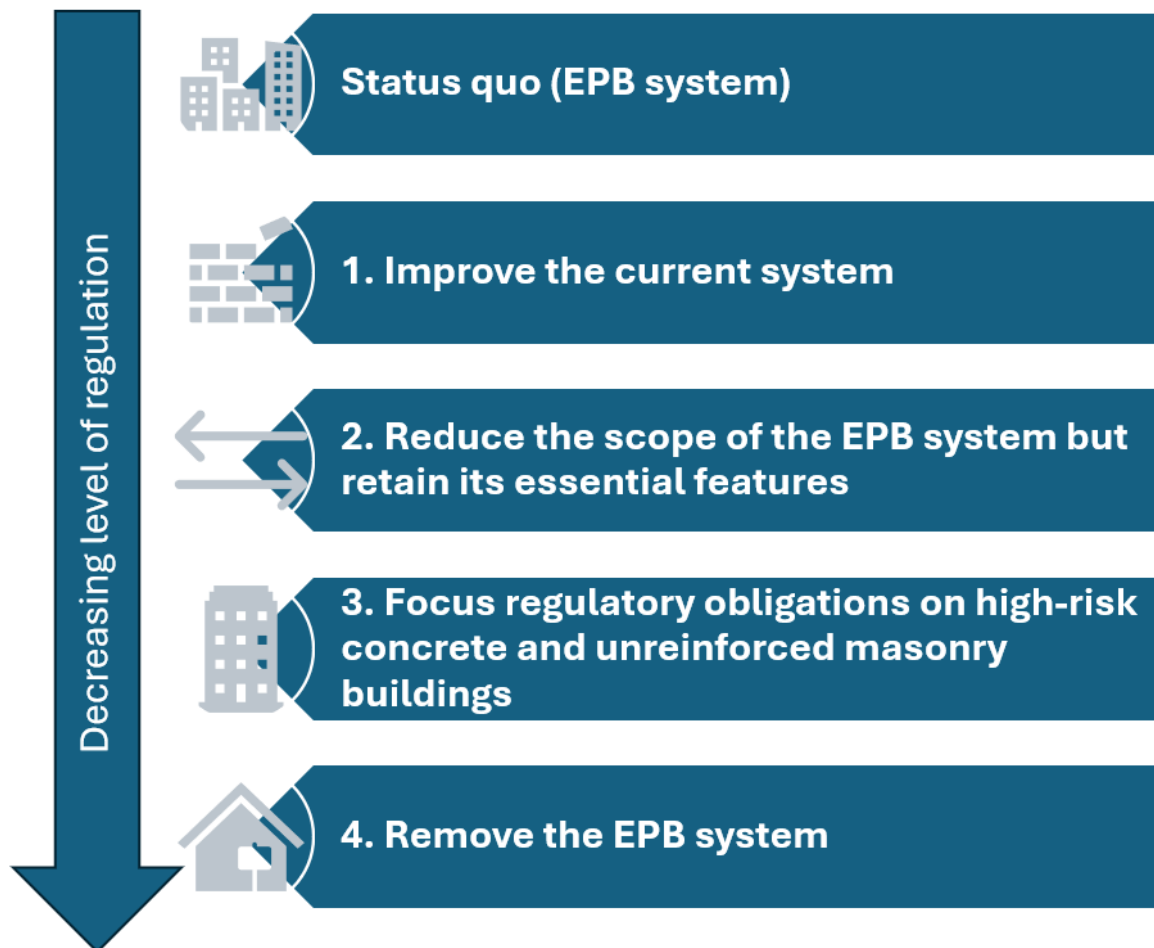 Decreasing level of regulation
Status quo (EPB system)
1. Improve the current system
2. Reduce the scope of the EPB system but
retain its essential features
3. Focus regulatory obligations on high-risk
concrete and unreinforced masonry
buildings
4. Remove the EPB system